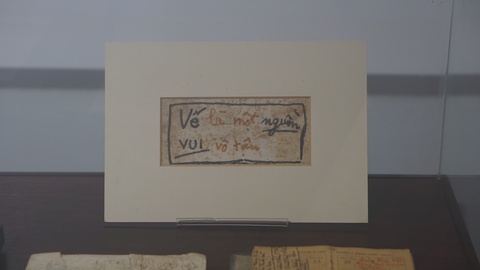 Vẽ là một nguồn
vui vô tận